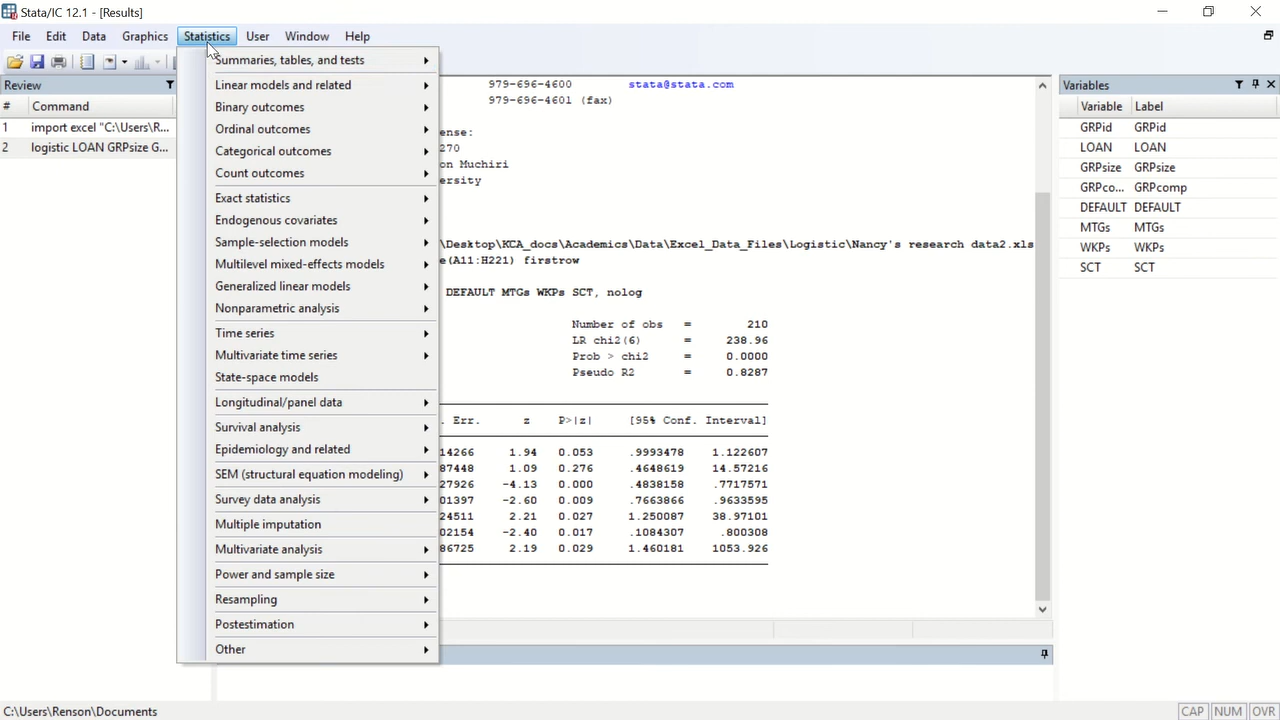 Stata/IC 12.1 - [Results]
File Edit Data Graphics Statistics User Window Help
Review
# Command
1 import excel "C:\Users\R...
2 logistic LOAN GRPsize G...
Summaries, tables, and tests
Linear models and related
Binary outcomes
Ordinal outcomes
Categorical outcomes
Count outcomes
Exact statistics
Endogenous covariates
Sample-selection models
Multilevel mixed-effects models
Generalized linear models
Nonparametric analysis
Time series
Multivariate time series
State-space models
Longitudinal/panel data
Survival analysis
Epidemiology and related
SEM (structural equation modeling)
Survey data analysis
Multiple imputation
Multivariate analysis
Power and sample size
Resampling
Postestimation
Other
979-696-4600 stata@stata.com
979-696-4601 (fax)
ense:
270
on Muchiri
ersity
\Desktop\KCA_docs\Academics\Data\Excel_Data_Files\Logistic\Nancy's research data2.xls
e(A11:H221) firstrow
DEFAULT MTGs WKPs SCT, nolog
Number of obs = 210
LR chi2(6) = 238.96
Prob > chi2 = 0.0000
Pseudo R2 = 0.8287
. Err. z P>|z| [95% Conf. Interval]
14266 1.94 0.053 .9993478 1.122607
87448 1.09 0.276 .4648619 14.57216
27926 -4.13 0.000 .4838158 .7717571
01397 -2.60 0.009 .7663866 .9633595
24511 2.21 0.027 1.250087 38.97101
02154 -2.40 0.017 .1084307 .800308
86725 2.19 0.029 1.460181 1053.926
Variables
Variable Label
GRPid GRPid
LOAN LOAN
GRPsize GRPsize
GRPco... GRPcomp
DEFAULT DEFAULT
MTGs MTGs
WKPs WKPs
SCT SCT
C:\Users\Renson\Documents
CAP NUM OVR